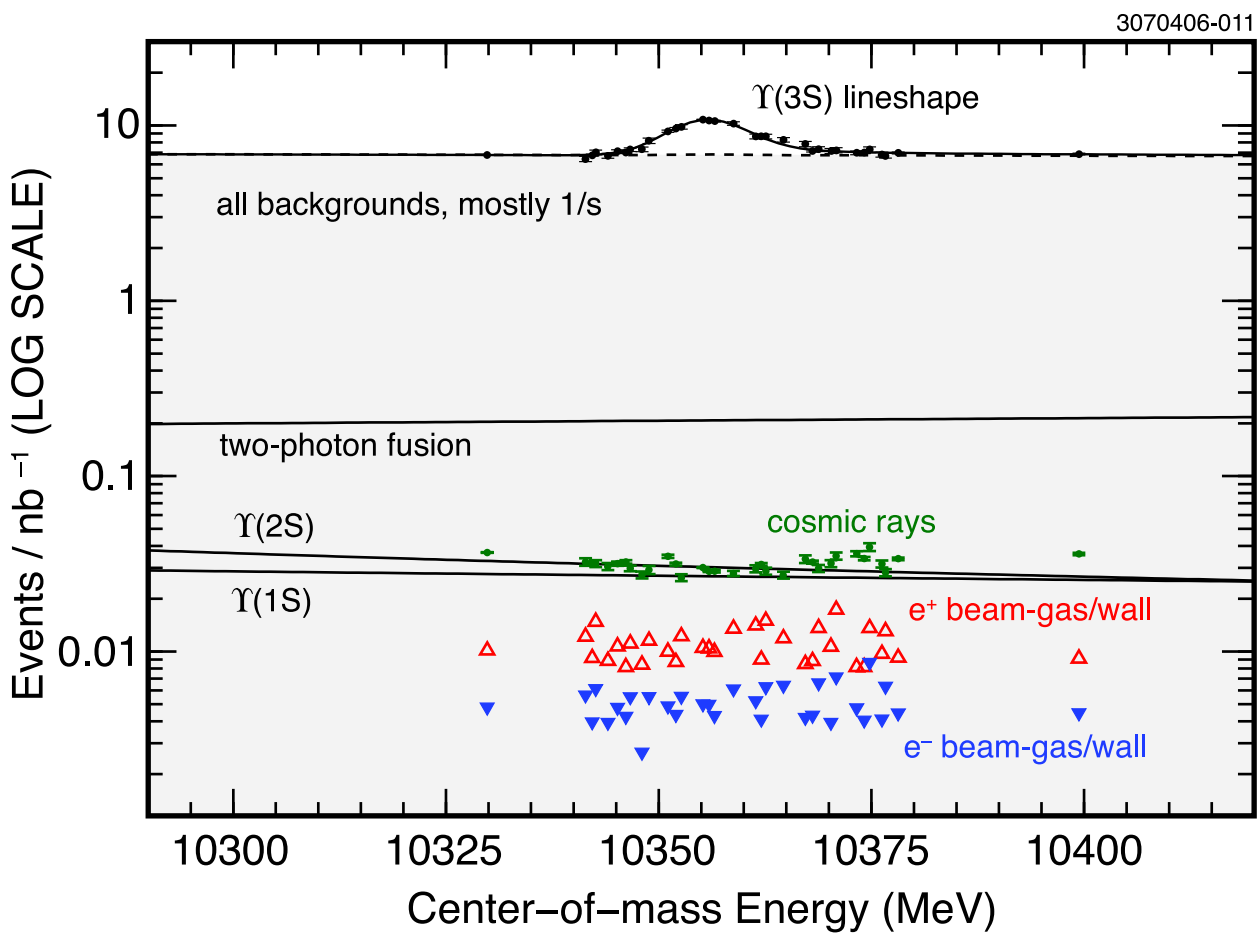 3070406-011
ϒ(3S) lineshape
10
all backgrounds, mostly 1/s
1
two-photon fusion
0.1
ϒ(2S)
cosmic rays
ϒ(1S)
e⁺ beam-gas/wall
0.01
e⁻ beam-gas/wall
Events / nb ⁻¹ (LOG SCALE)
10300 10325 10350 10375 10400
Center−of−mass Energy (MeV)